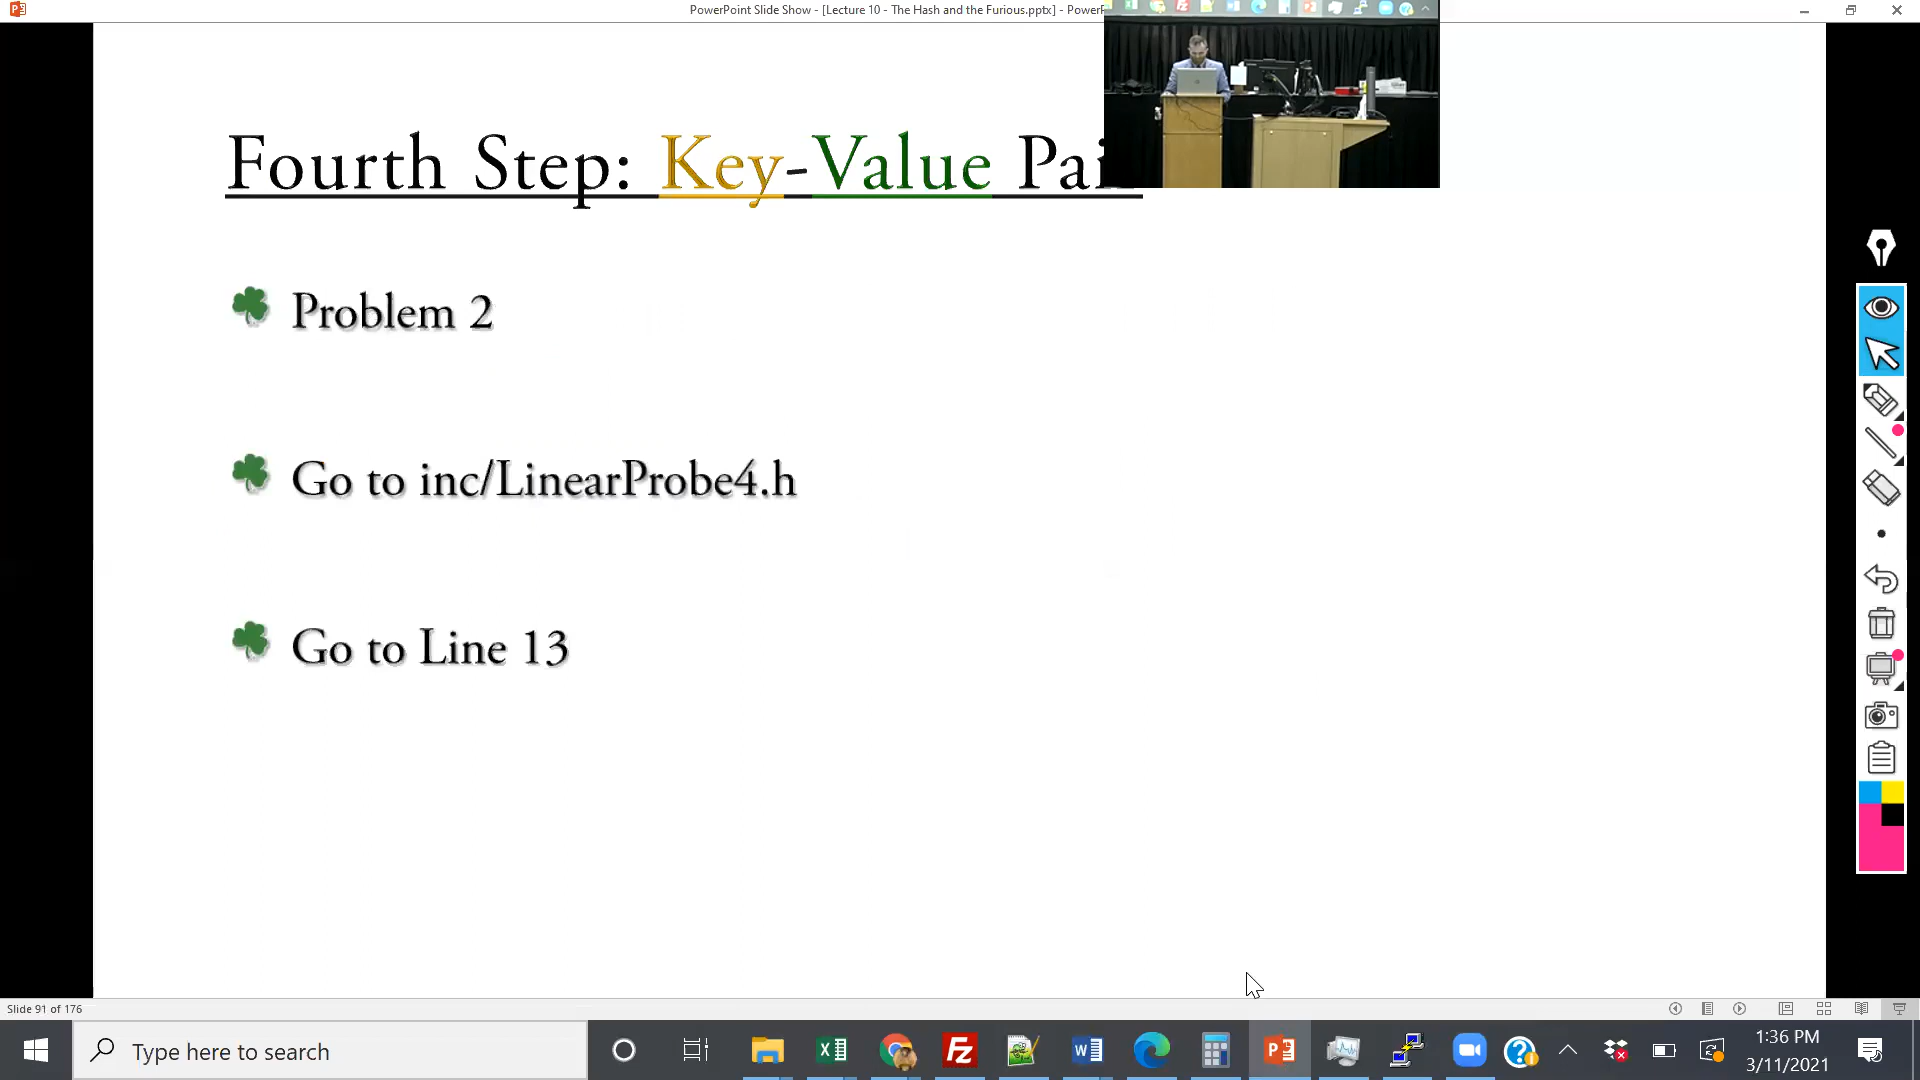 PowerPoint Slide Show - [Lecture 10 - The Hash and the Furious.pptx] - PowerP
Fourth Step: Key-Value Pai
Problem 2
Go to inc/LinearProbe4.h
Go to Line 13
Slide 91 of 176
Type here to search
1:36 PM
3/11/2021